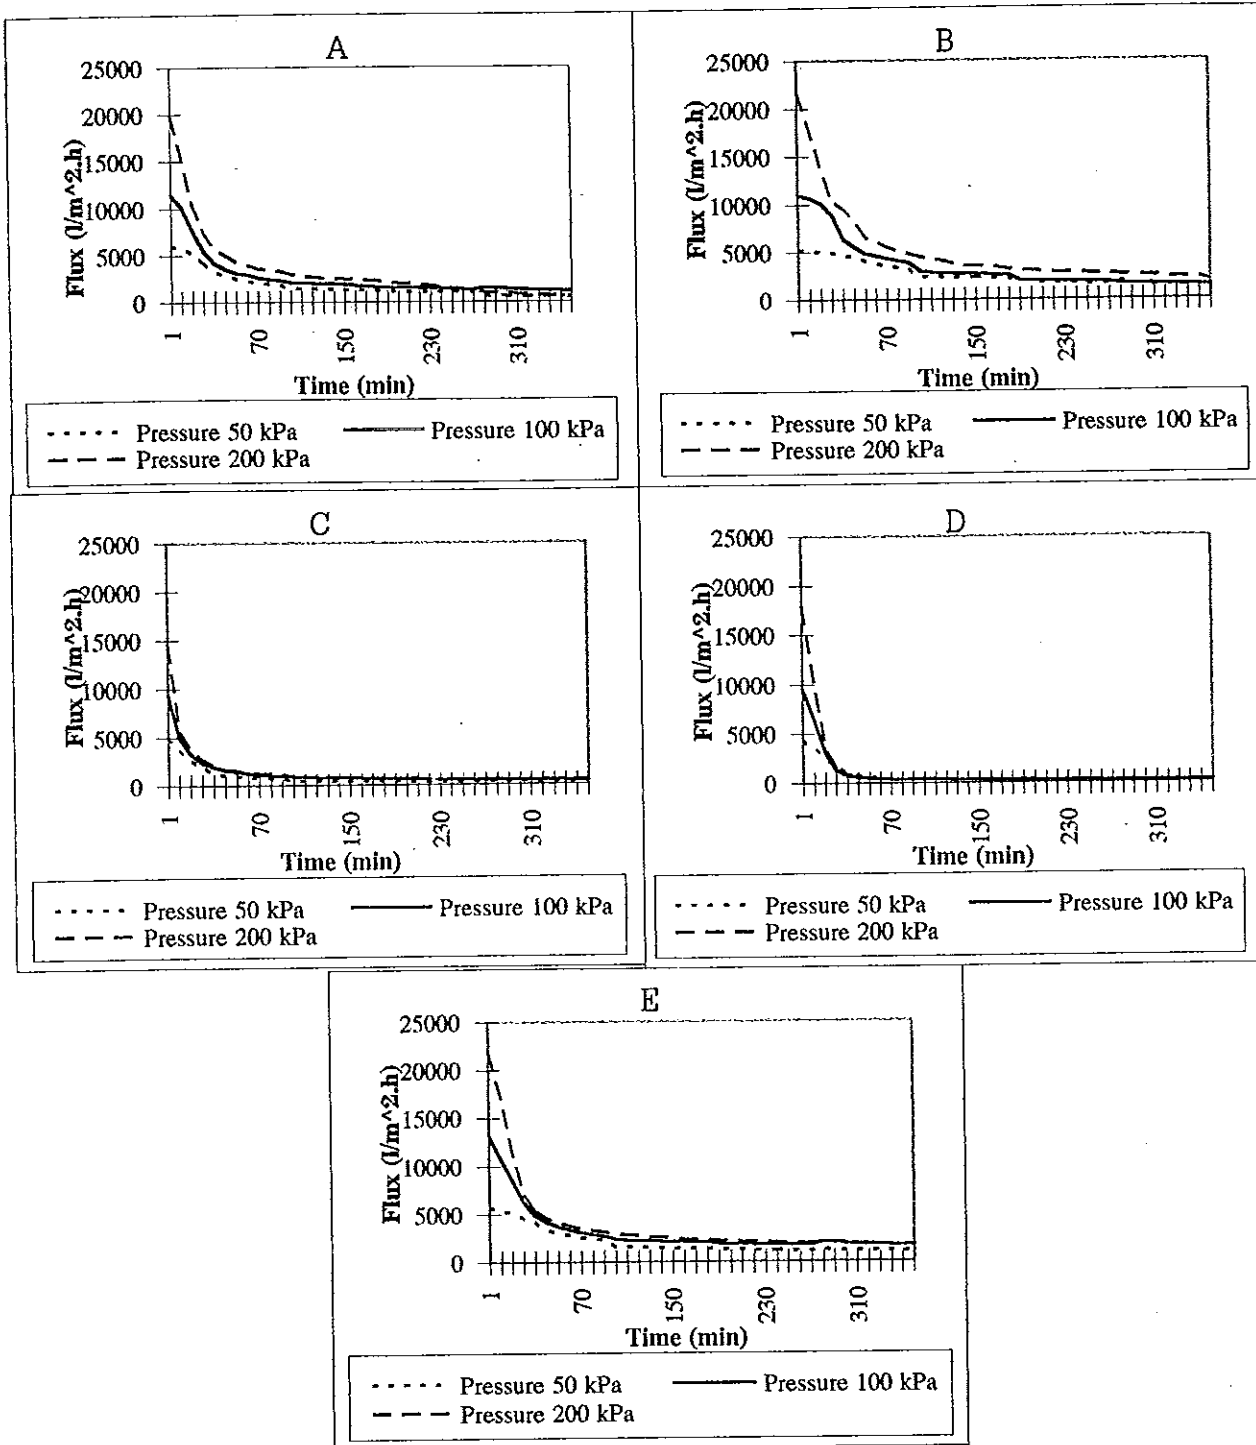 A
25000
20000
15000
10000
5000
0
Flux (l/m^2.h)
1
70
150
230
310
Time (min)
Pressure 50 kPa
Pressure 100 kPa
Pressure 200 kPa
B
25000
20000
15000
10000
5000
0
Flux (l/m^2.h)
1
70
150
230
310
Time (min)
Pressure 50 kPa
Pressure 100 kPa
Pressure 200 kPa
C
25000
20000
15000
10000
5000
0
Flux (l/m^2.h)
1
70
150
230
310
Time (min)
Pressure 50 kPa
Pressure 100 kPa
Pressure 200 kPa
D
25000
20000
15000
10000
5000
0
Flux (l/m^2.h)
1
70
150
230
310
Time (min)
Pressure 50 kPa
Pressure 100 kPa
Pressure 200 kPa
E
25000
20000
15000
10000
5000
0
Flux (l/m^2.h)
1
70
150
230
310
Time (min)
Pressure 50 kPa
Pressure 100 kPa
Pressure 200 kPa